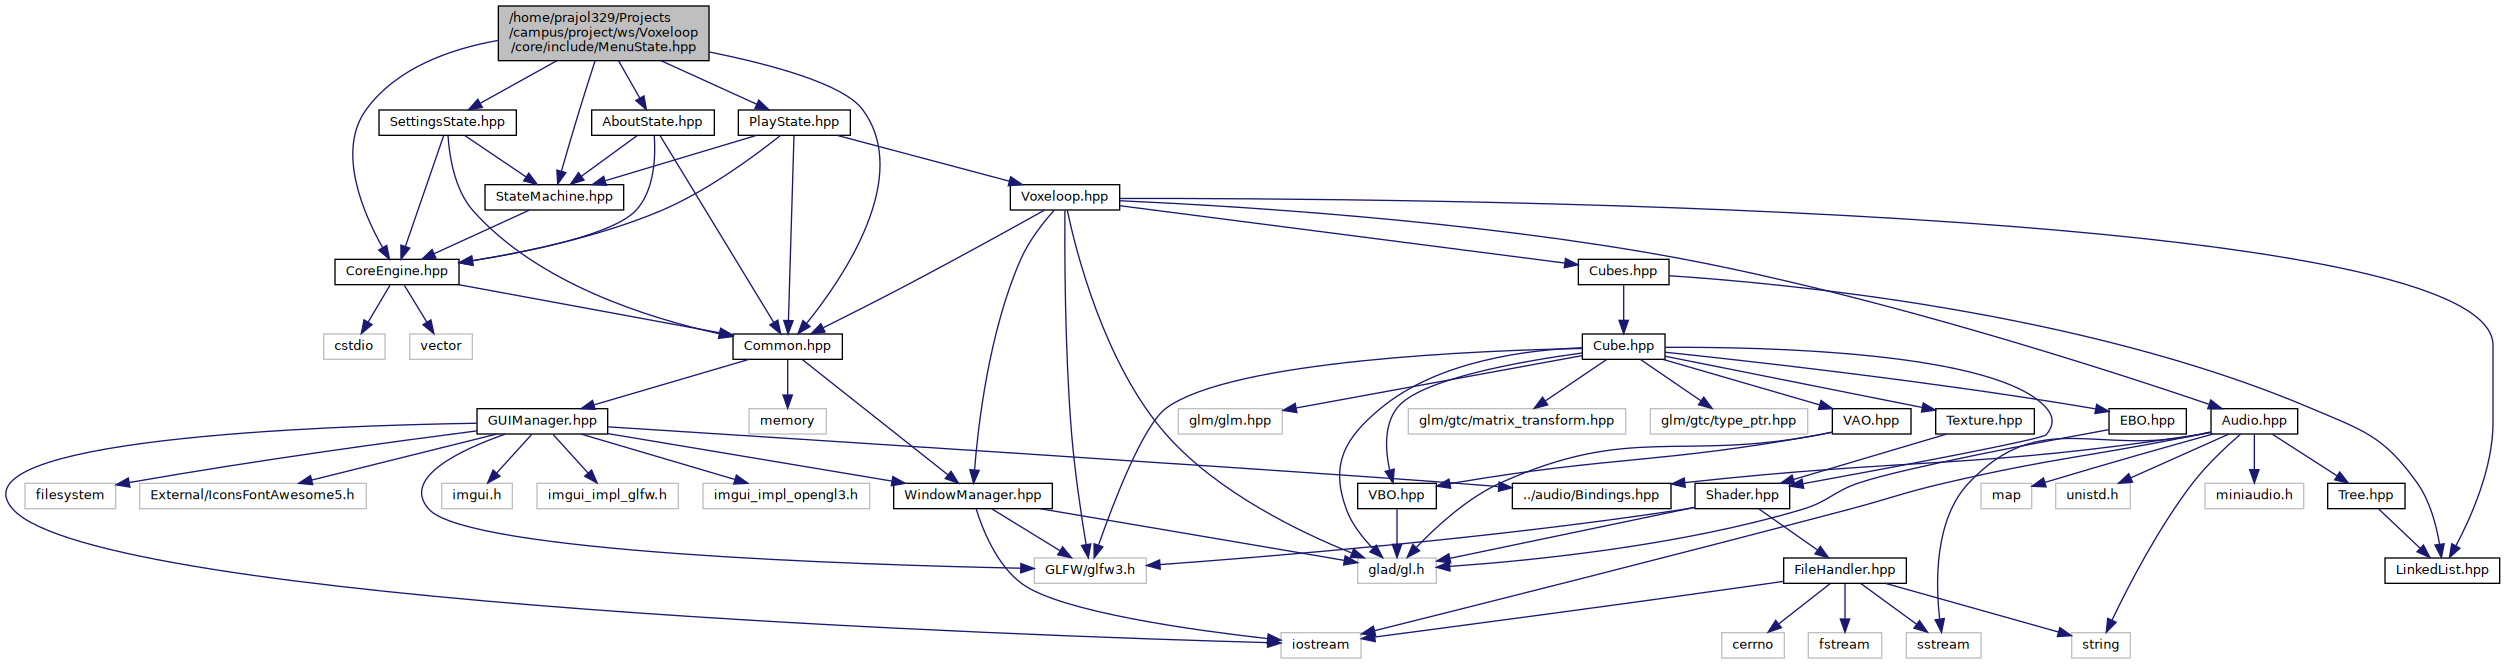 /home/prajol329/Projects
/campus/project/ws/Voxeloop
/core/include/MenuState.hpp
SettingsState.hpp
AboutState.hpp
PlayState.hpp
StateMachine.hpp
Voxeloop.hpp
CoreEngine.hpp
Cubes.hpp
cstdio
vector
Common.hpp
Cube.hpp
GUIManager.hpp
memory
glm/glm.hpp
glm/gtc/matrix_transform.hpp
glm/gtc/type_ptr.hpp
VAO.hpp
Texture.hpp
EBO.hpp
Audio.hpp
filesystem
External/IconsFontAwesome5.h
imgui.h
imgui_impl_glfw.h
imgui_impl_opengl3.h
WindowManager.hpp
VBO.hpp
../audio/Bindings.hpp
Shader.hpp
map
unistd.h
miniaudio.h
Tree.hpp
GLFW/glfw3.h
glad/gl.h
FileHandler.hpp
LinkedList.hpp
iostream
cerrno
fstream
sstream
string